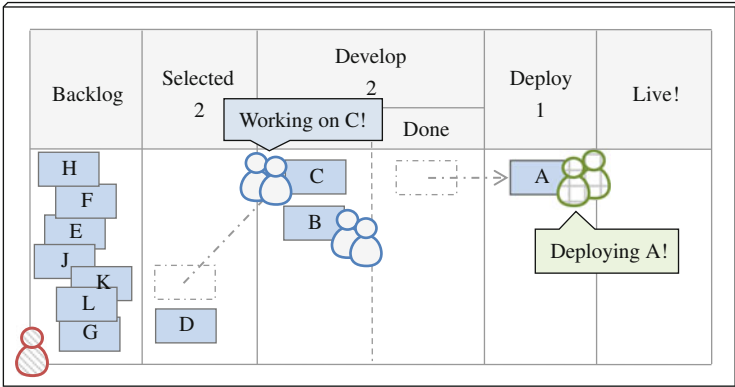 Backlog
Selected
2
Develop
2
Deploy
1
Live!
Working on C!
Done
H
F
E
J
K
L
G
D
C
B
A
Deploying A!